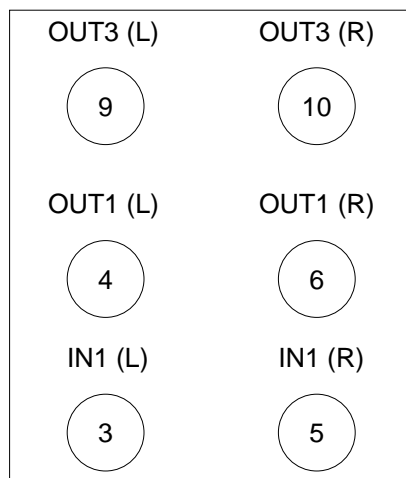 OUT3 (L) OUT3 (R)
9 10
OUT1 (L) OUT1 (R)
4 6
IN1 (L) IN1 (R)
3 5